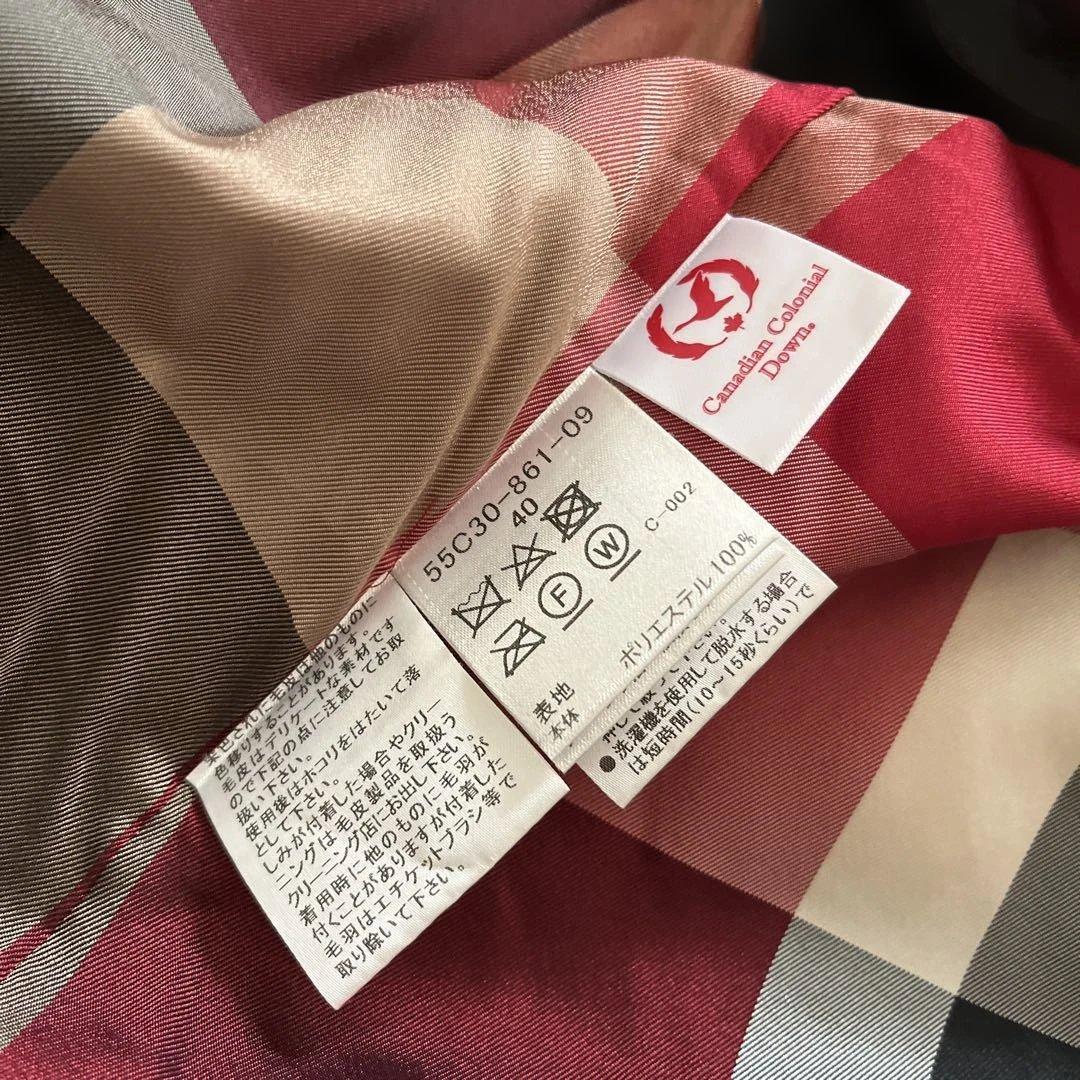 Canadian Colonial
Down.
55C30-861-09
40
F
W
C-002
表地
本体
ポリエステル100%
色移りすることがあります。
毛皮はデリケートな素材です
ので下記の点に注意してお取
扱い下さい。
使用後はホコリをはたいて落
として下さい。
しみが付着した場合やクリー
ニングは毛皮製品を取扱う
クリーニング店にお出し下さい。
着用時に他のものに毛羽が
付くことがありますが付着した
毛羽はエチケットブラシ等で
取り除いて下さい。
●洗濯機を使用して脱水する場合
は短時間(10～15秒くらい)で